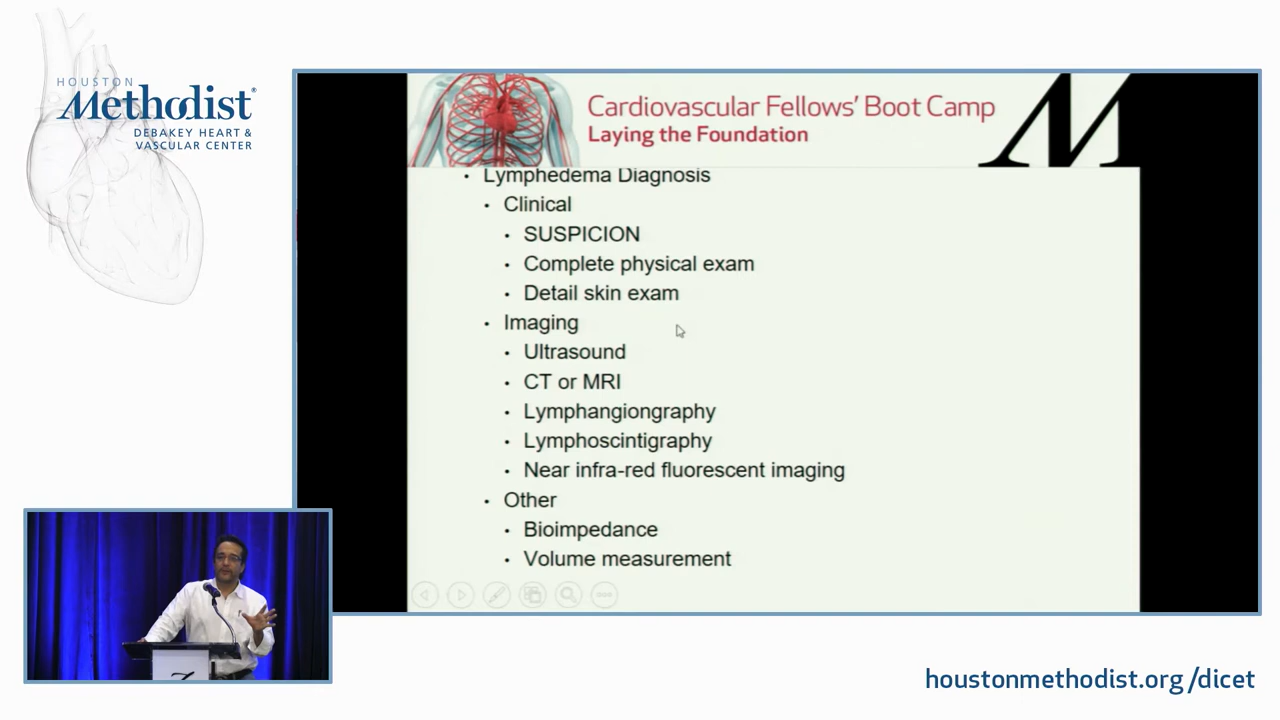 HOUSTON
Methodist®
DEBAKEY HEART &
VASCULAR CENTER
Cardiovascular Fellows' Boot Camp
Laying the Foundation
M
• Lymphedema Diagnosis
• Clinical
• SUSPICION
• Complete physical exam
• Detail skin exam
• Imaging
• Ultrasound
• CT or MRI
• Lymphangiongraphy
• Lymphoscintigraphy
• Near infra-red fluorescent imaging
• Other
• Bioimpedance
• Volume measurement
houstonmethodist.org/dicet